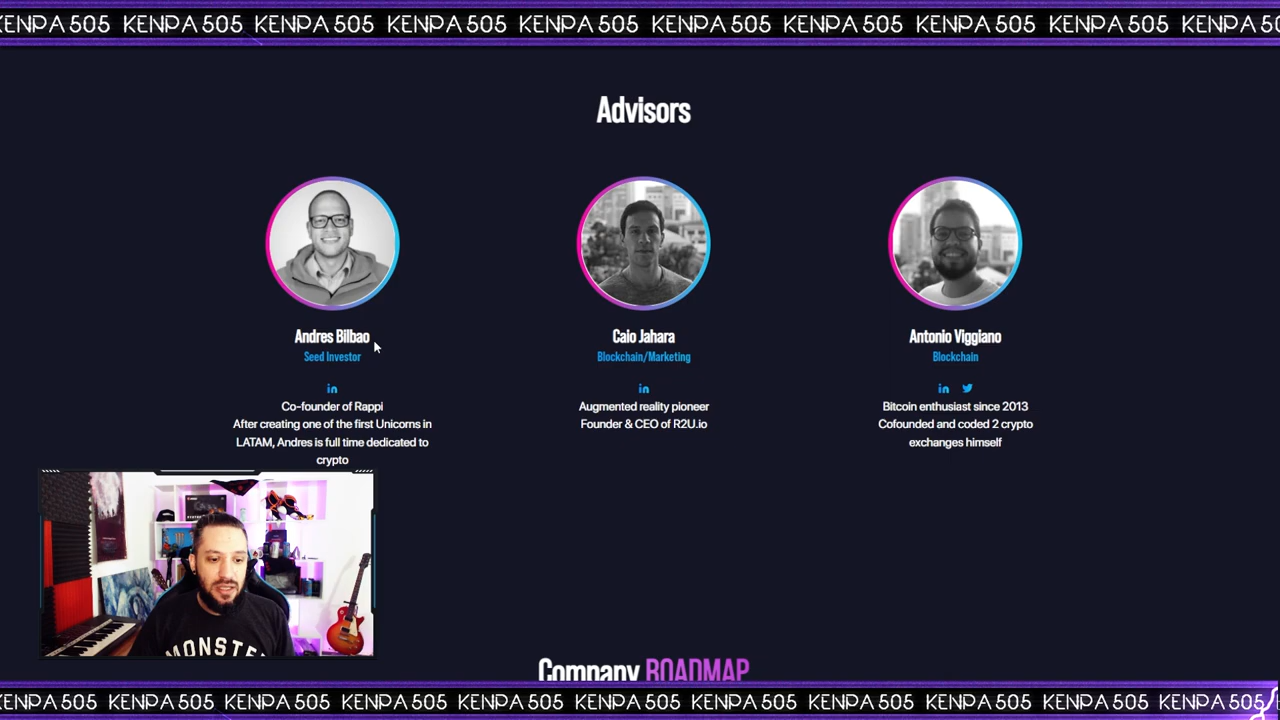 KENPA 505 KENPA 505 KENPA 505 KENPA 505 KENPA 505 KENPA 505 KENPA 505 KENPA 505 KENPA 505 KENPA 50
Advisors
Andres Bilbao
Seed Investor
in
Co-founder of Rappi
After creating one of the first Unicorns in
LATAM, Andres is full time dedicated to
crypto
Caio Jahara
Blockchain/Marketing
in
Augmented reality pioneer
Founder & CEO of R2U.io
Antonio Viggiano
Blockchain
in
Bitcoin enthusiast since 2013
Cofounded and coded 2 crypto
exchanges himself
MONSTE
Company ROADMAP
KENPA 505 KENPA 505 KENPA 505 KENPA 505 KENPA 505 KENPA 505 KENPA 505 KENPA 505 KENPA 505 KENPA 505 KENPA 505